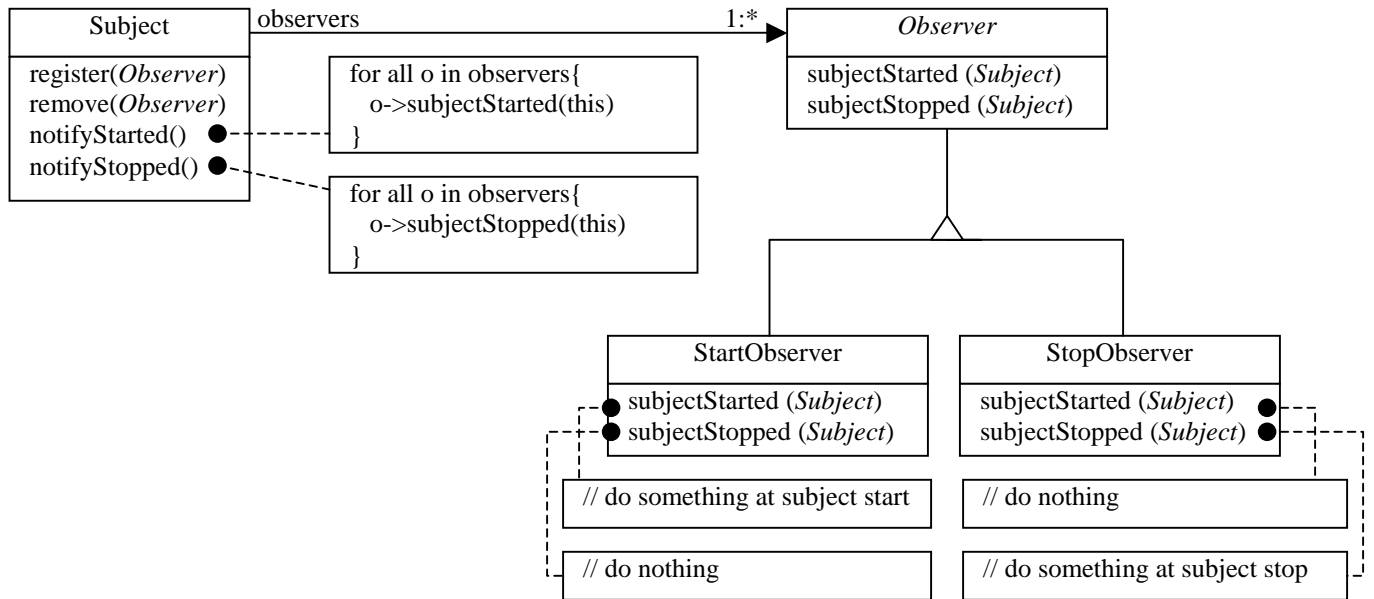 Subject
observers
1:*
register(Observer)
remove(Observer)
notifyStarted()
notifyStopped()
for all o in observers{
o->subjectStarted(this)
}
for all o in observers{
o->subjectStopped(this)
}
Observer
subjectStarted (Subject)
subjectStopped (Subject)
StartObserver
subjectStarted (Subject)
subjectStopped (Subject)
StopObserver
subjectStarted (Subject)
subjectStopped (Subject)
// do something at subject start
// do nothing
// do nothing
// do something at subject stop